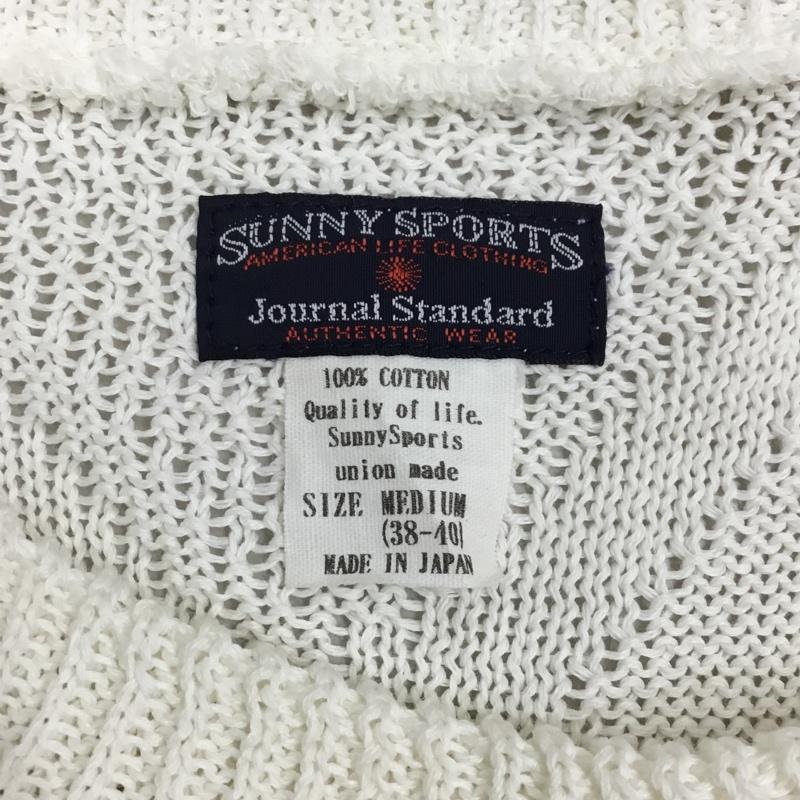 SUNNY SPORTS
AMERICAN LIFE CLOTHING
Journal Standard
AUTHENTIC WEAR
100% COTTON
Quality of life.
SunnySports
union made
SIZE MEDIUM
(38-40)
MADE IN JAPAN